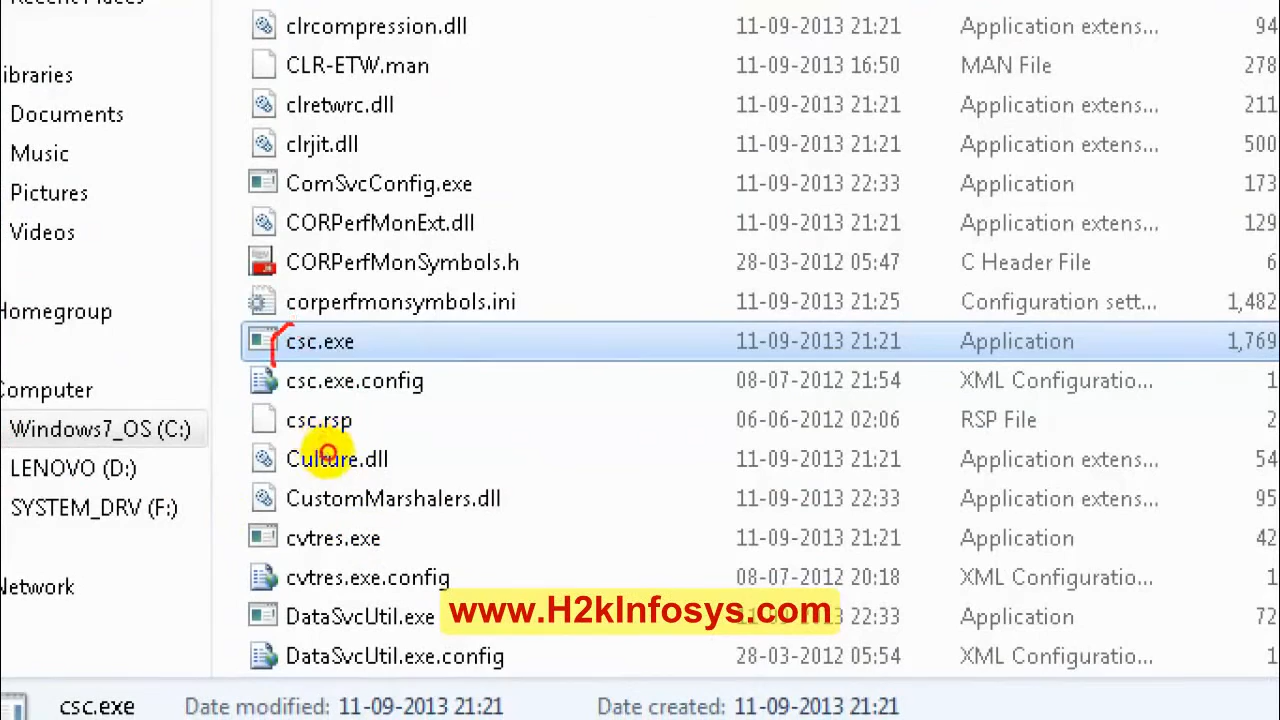 Recent Places
clrcompression.dll 11-09-2013 21:21 Application extens... 94
CLR-ETW.man 11-09-2013 16:50 MAN File 278
ibraries
clretwrc.dll 11-09-2013 21:21 Application extens... 211
Documents
clrjit.dll 11-09-2013 21:21 Application extens... 500
Music
ComSvcConfig.exe 11-09-2013 22:33 Application 173
Pictures
CORPerfMonExt.dll 11-09-2013 21:21 Application extens... 129
Videos
CORPerfMonSymbols.h 28-03-2012 05:47 C Header File 6
corperfmonsymbols.ini 11-09-2013 21:25 Configuration sett... 1,482
Homegroup
csc.exe 11-09-2013 21:21 Application 1,769
csc.exe.config 08-07-2012 21:54 XML Configuratio... 1
Computer
csc.rsp 06-06-2012 02:06 RSP File 2
Windows7_OS (C:)
Culture.dll 11-09-2013 21:21 Application extens... 54
LENOVO (D:)
CustomMarshalers.dll 11-09-2013 22:33 Application extens... 95
SYSTEM_DRV (F:)
cvtres.exe 11-09-2013 21:21 Application 42
cvtres.exe.config 08-07-2012 20:18 XML Configuratio... 1
Network
www.H2kInfosys.com
DataSvcUtil.exe 22:33 Application 72
DataSvcUtil.exe.config 28-03-2012 05:54 XML Configuratio... 1
csc.exe Date modified: 11-09-2013 21:21 Date created: 11-09-2013 21:21